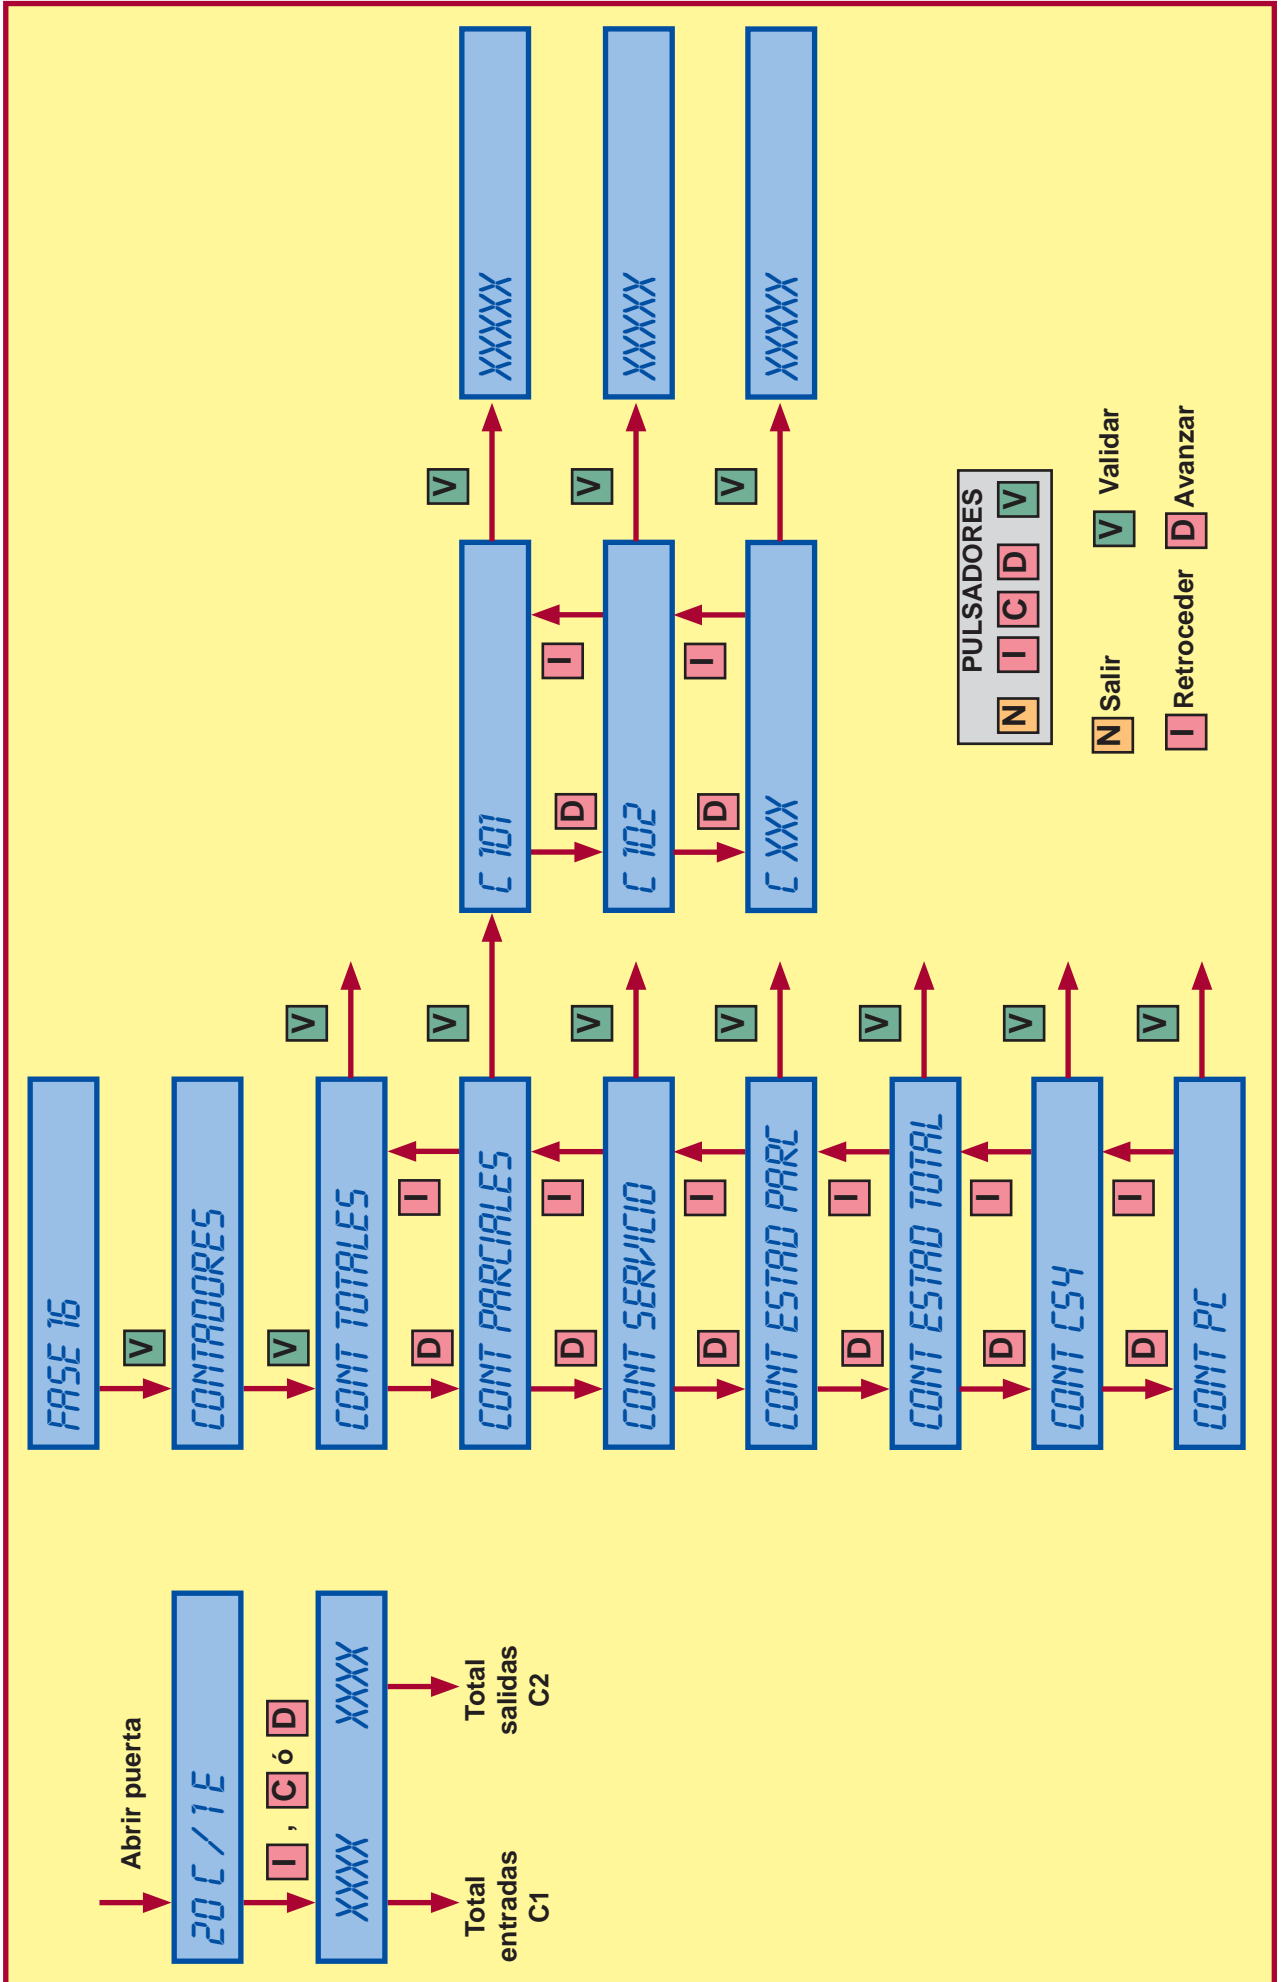 Abrir puerta
20 C / 1 E
I , C ó D
XXXX XXXX
Total
entradas
C1
Total
salidas
C2
FASE 16
V
CONTADORES
V
CONT TOTALES
V
D
I
CONT PARCIALES
V
D
I
CONT SERVICIO
V
D
I
CONT ESTAD PARC
V
D
I
CONT ESTAD TOTAL
V
D
I
CONT CS4
V
D
I
CONT PC
V
C 101
V
XXXXX
D
I
C 102
V
XXXXX
D
I
C XXX
V
XXXXX
PULSADORES
N I C D V
N Salir
V Validar
I Retroceder
D Avanzar